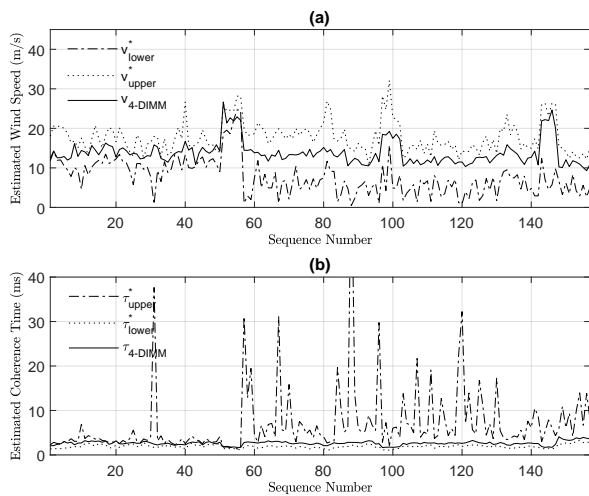 (a)
Estimated Wind Speed (m/s)
40
30
20
10
0
v*lower
v*upper
v4-DIMM
20 40 60 80 100 120 140
Sequence Number
(b)
Estimated Coherence Time (ms)
40
30
20
10
0
τ*upper
τ*lower
τ4-DIMM
20 40 60 80 100 120 140
Sequence Number